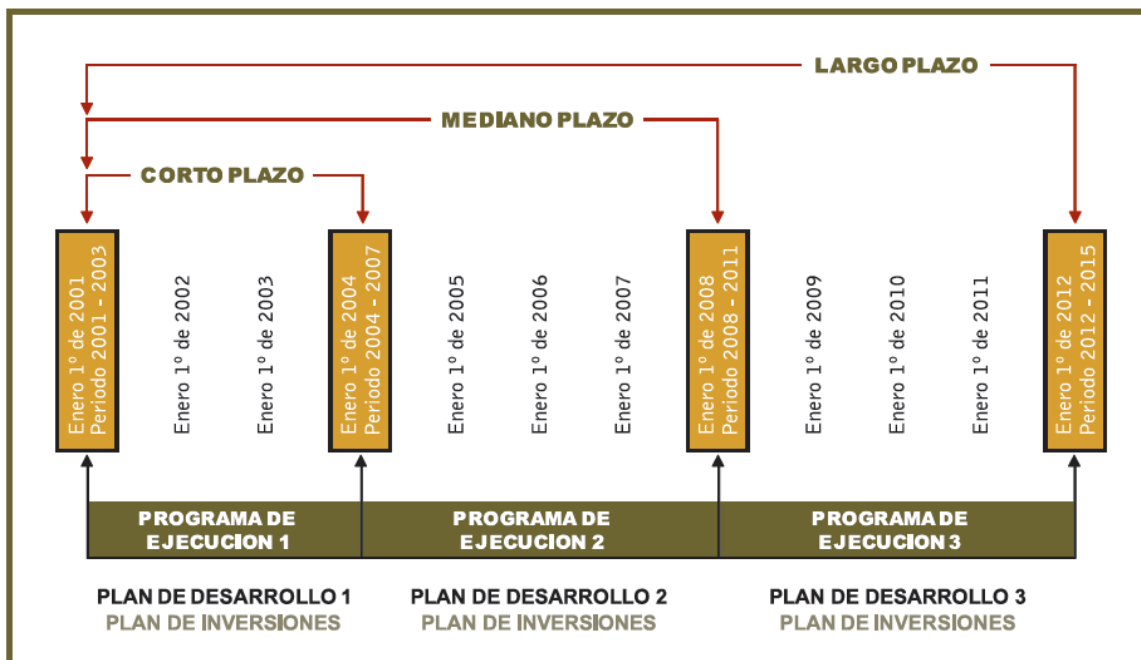 LARGO PLAZO
MEDIANO PLAZO
CORTO PLAZO
Enero 1º de 2001
Periodo 2001 - 2003
Enero 1º de 2002
Enero 1º de 2003
Enero 1º de 2004
Periodo 2004 - 2007
Enero 1º de 2005
Enero 1º de 2006
Enero 1º de 2007
Enero 1º de 2008
Periodo 2008 - 2011
Enero 1º de 2009
Enero 1º de 2010
Enero 1º de 2011
Enero 1º de 2012
Periodo 2012 - 2015
PROGRAMA DE
EJECUCION 1
PROGRAMA DE
EJECUCION 2
PROGRAMA DE
EJECUCION 3
PLAN DE DESARROLLO 1
PLAN DE INVERSIONES
PLAN DE DESARROLLO 2
PLAN DE INVERSIONES
PLAN DE DESARROLLO 3
PLAN DE INVERSIONES